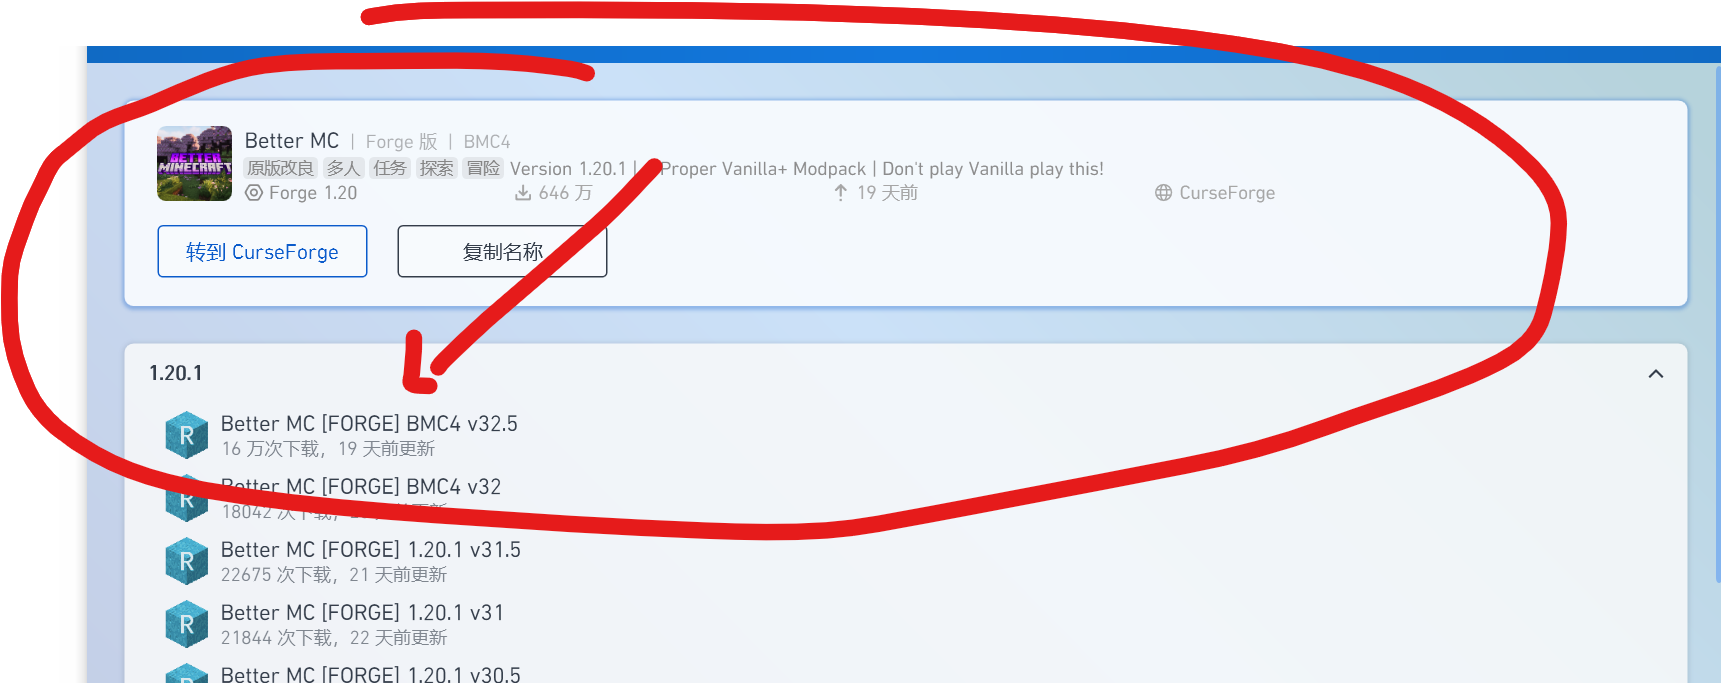 Better MC | Forge 版 | BMC4
BETTER
MINECRAFT
原版改良 多人 任务 探索 冒险 Version 1.20.1 | Proper Vanilla+ Modpack | Don't play Vanilla play this!
Forge 1.20 646 万 19 天前 CurseForge
转到 CurseForge 复制名称
1.20.1
R Better MC [FORGE] BMC4 v32.5
16 万次下载，19 天前更新
R Better MC [FORGE] BMC4 v32
18042 次下载，
R Better MC [FORGE] 1.20.1 v31.5
22675 次下载，21 天前更新
R Better MC [FORGE] 1.20.1 v31
21844 次下载，22 天前更新
Better MC [FORGE] 1.20.1 v30.5